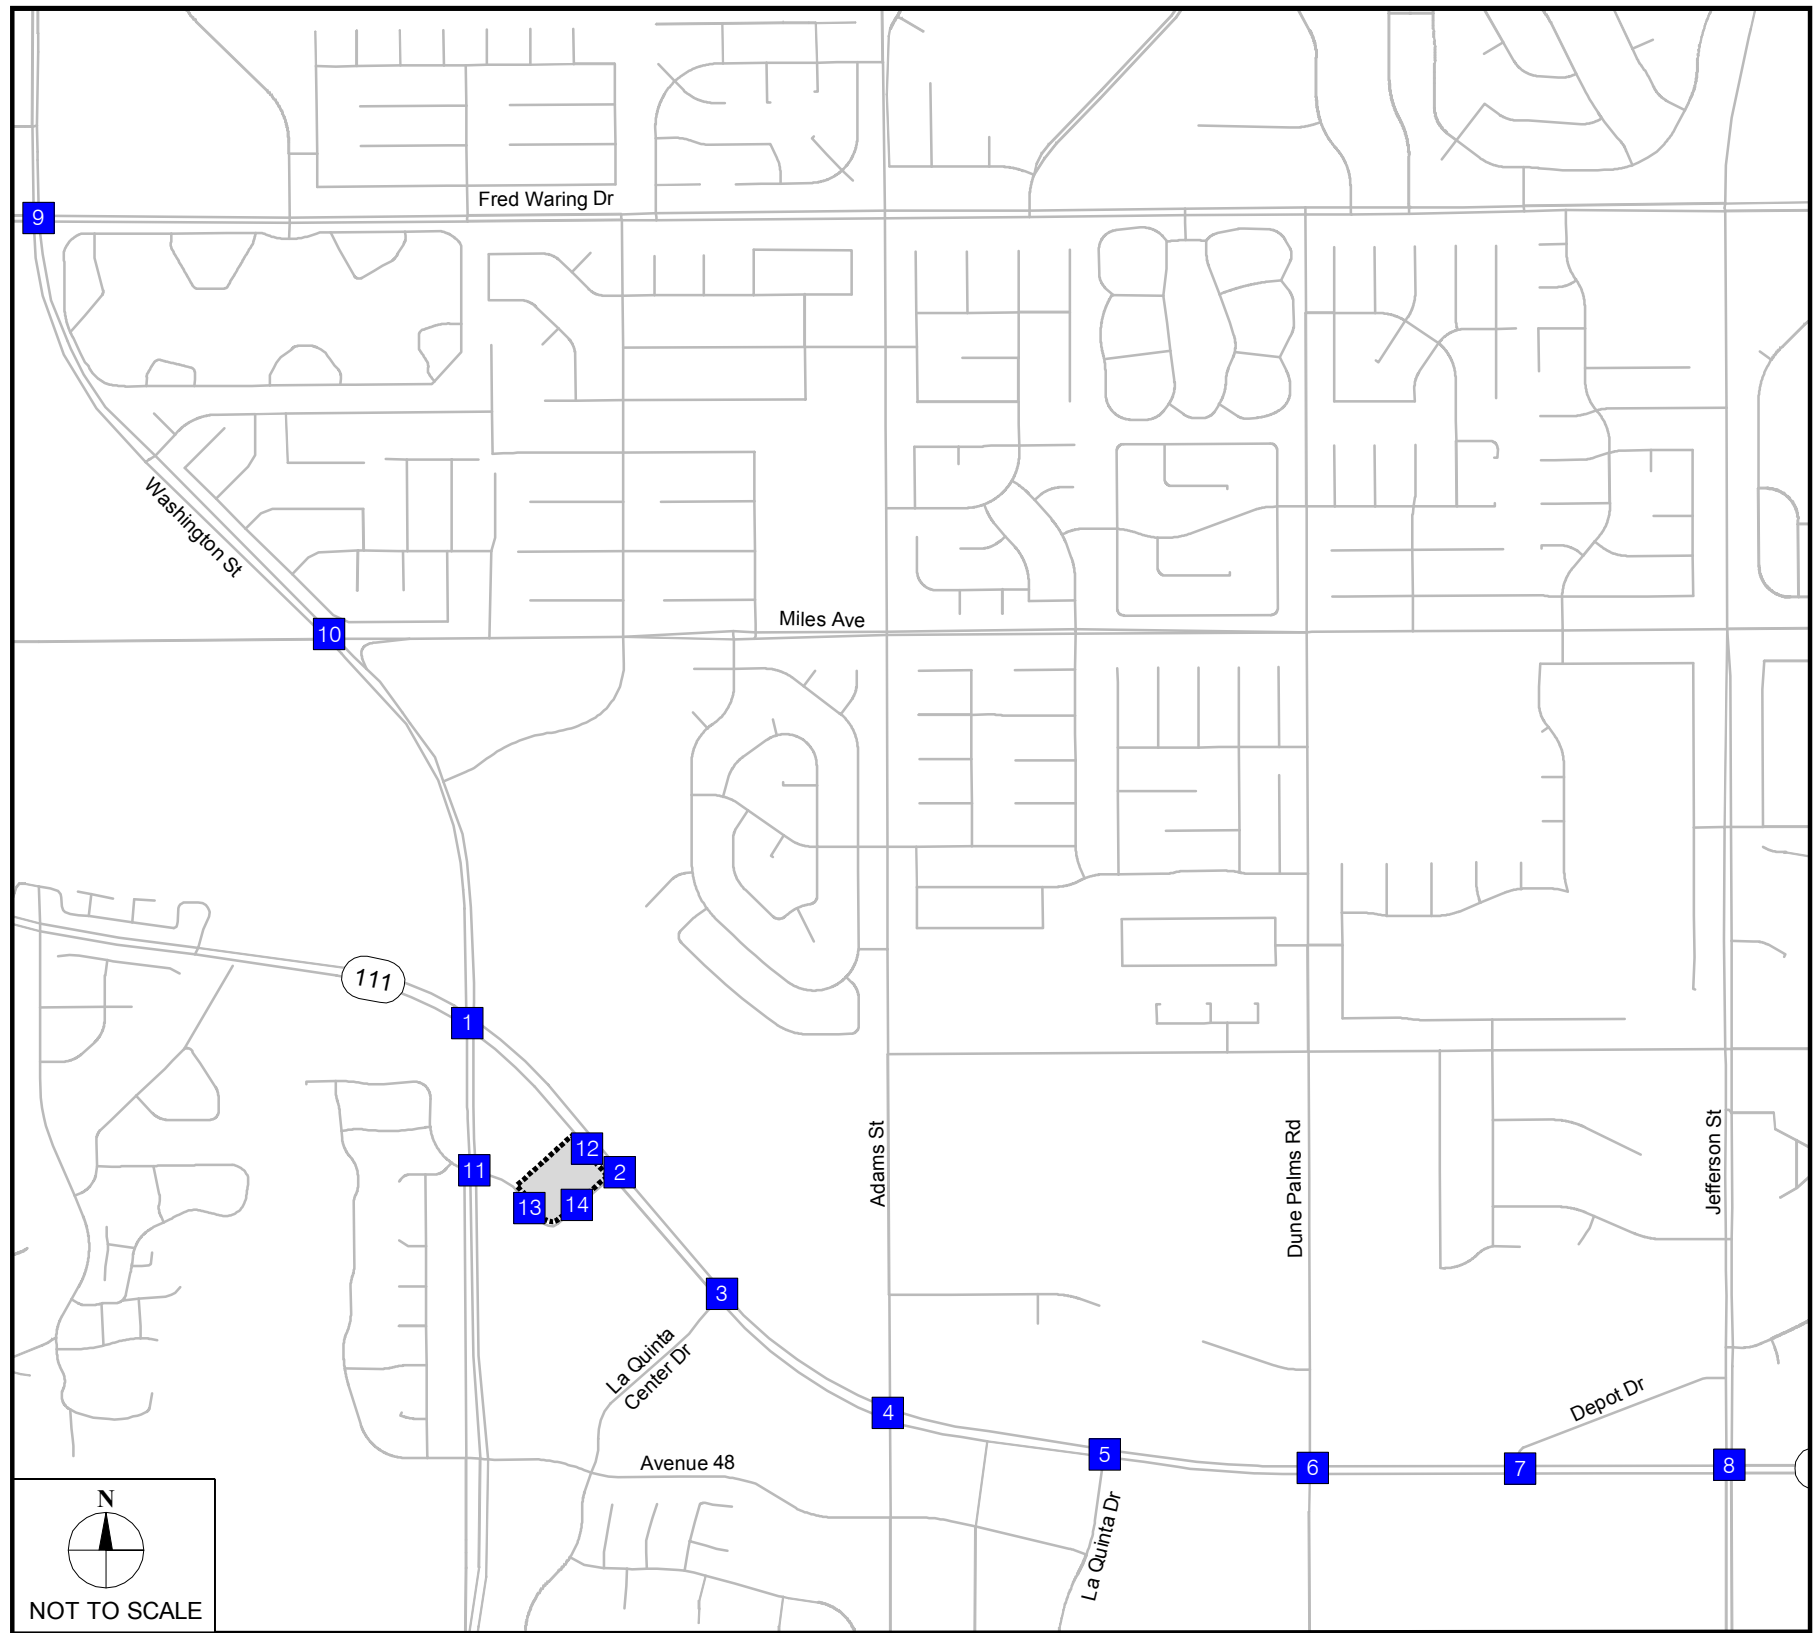 Fred Waring Dr
9
Washington St
10
Miles Ave
111
1
12
2
11
13
14
Adams St
Dune Palms Rd
Jefferson St
3
La Quinta
Center Dr
4
Depot Dr
5
6
7
8
Avenue 48
La Quinta Dr
N
NOT TO SCALE